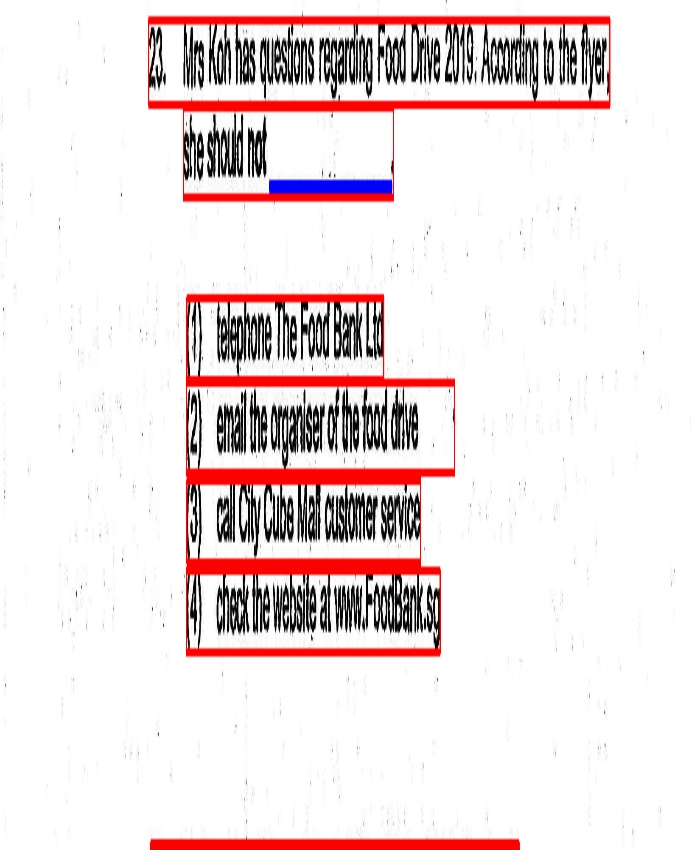 23. Mrs Koh has questions regarding Food Drive 2019. According to the flyer,
she should not ________.
(1) telephone The Food Bank Ltd
(2) email the organiser of the food drive
(3) call City Cube Mall customer service
(4) check the website at www.FoodBank.sg